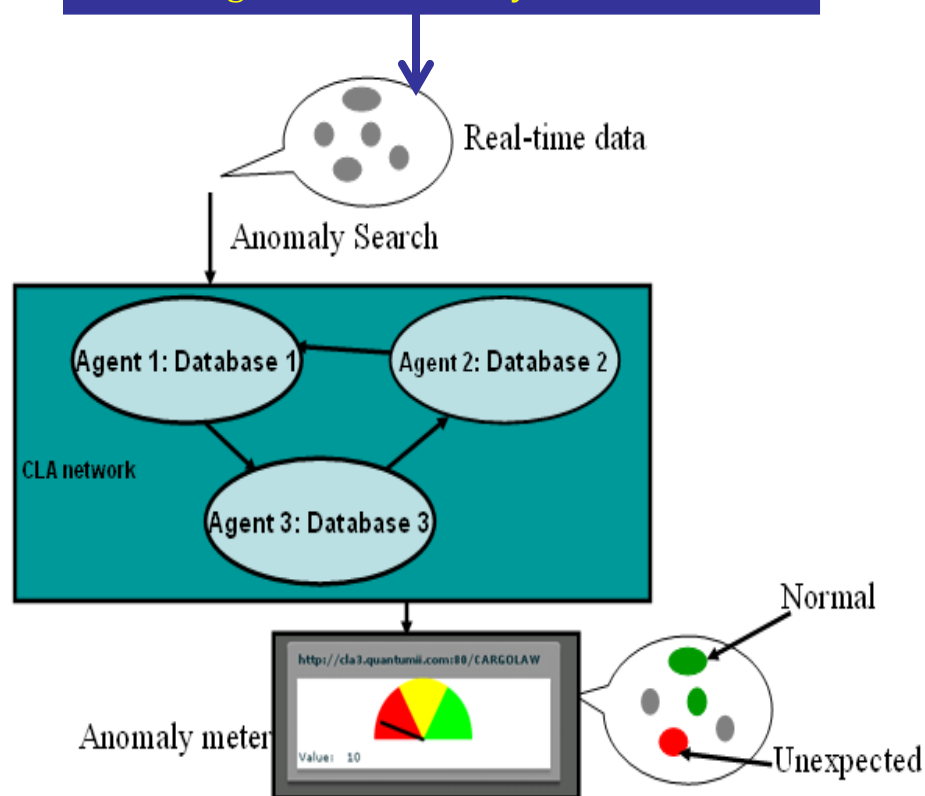 Real-time data
Anomaly Search
Agent 1: Database 1
Agent 2: Database 2
CLA network
Agent 3: Database 3
Normal
http://cla3.quantumii.com:80/CARGOLAW
Anomaly meter
Value: 10
Unexpected